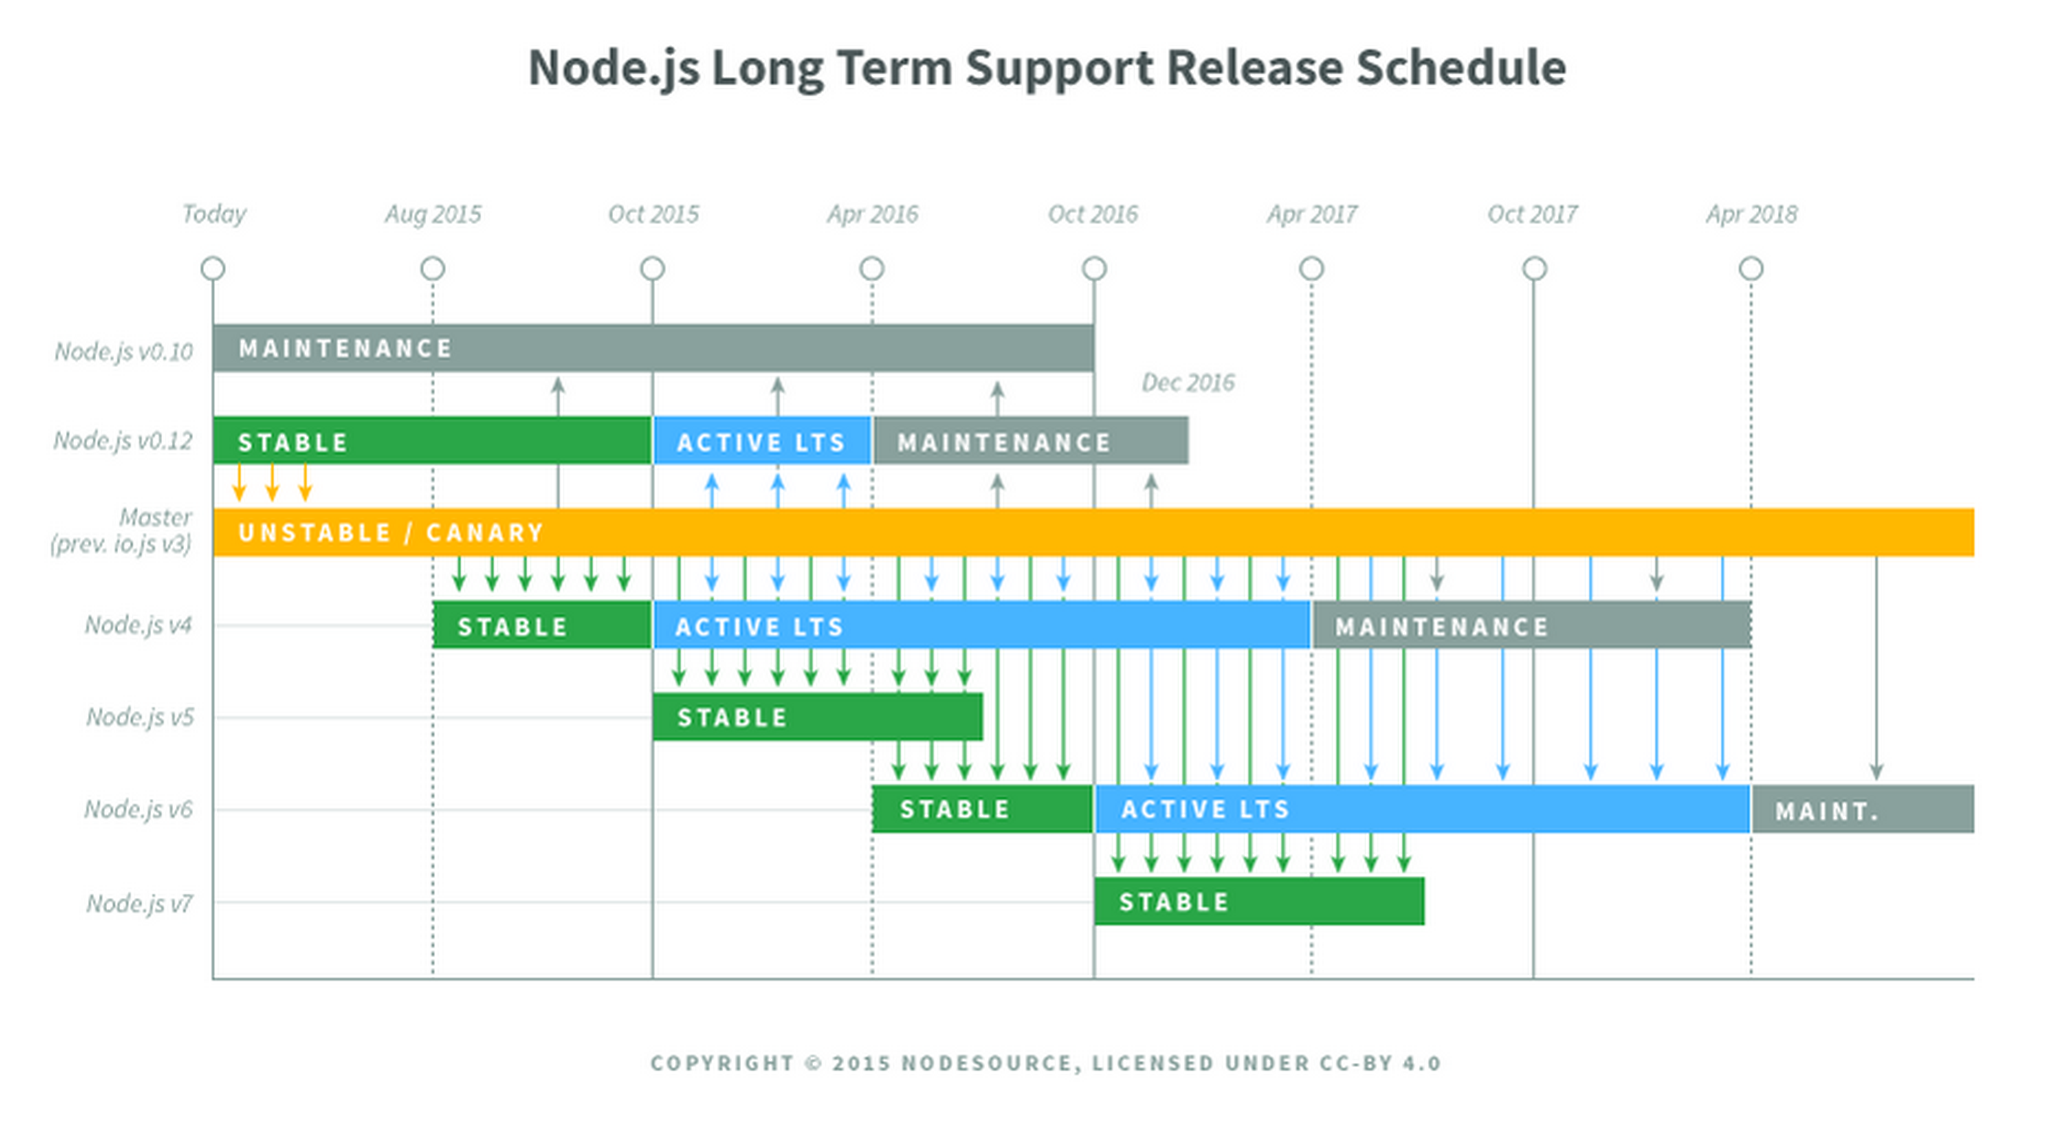 Node.js Long Term Support Release Schedule
Today Aug 2015 Oct 2015 Apr 2016 Oct 2016 Apr 2017 Oct 2017 Apr 2018
Node.js v0.10 MAINTENANCE
Dec 2016
Node.js v0.12 STABLE ACTIVE LTS MAINTENANCE
Master
(prev. io.js v3) UNSTABLE / CANARY
Node.js v4 STABLE ACTIVE LTS MAINTENANCE
Node.js v5 STABLE
Node.js v6 STABLE ACTIVE LTS MAINT.
Node.js v7 STABLE
COPYRIGHT © 2015 NODESOURCE, LICENSED UNDER CC-BY 4.0